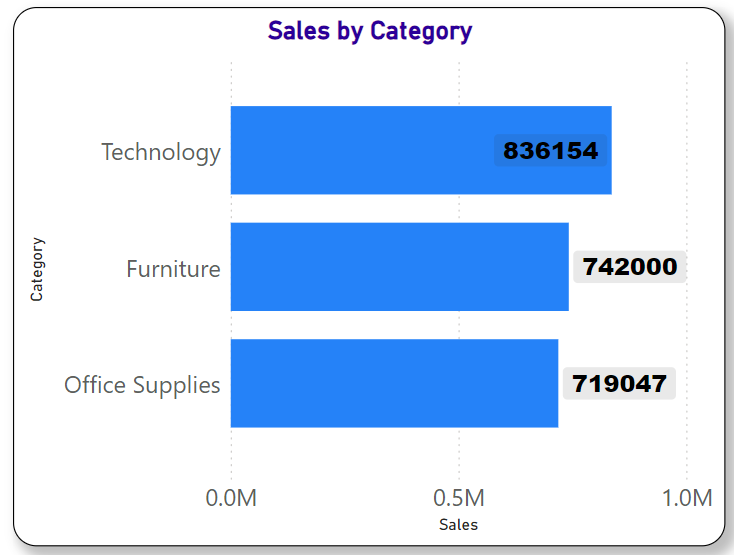 Sales by Category
Technology
836154
Furniture
742000
Office Supplies
719047
Category
0.0M 0.5M 1.0M
Sales